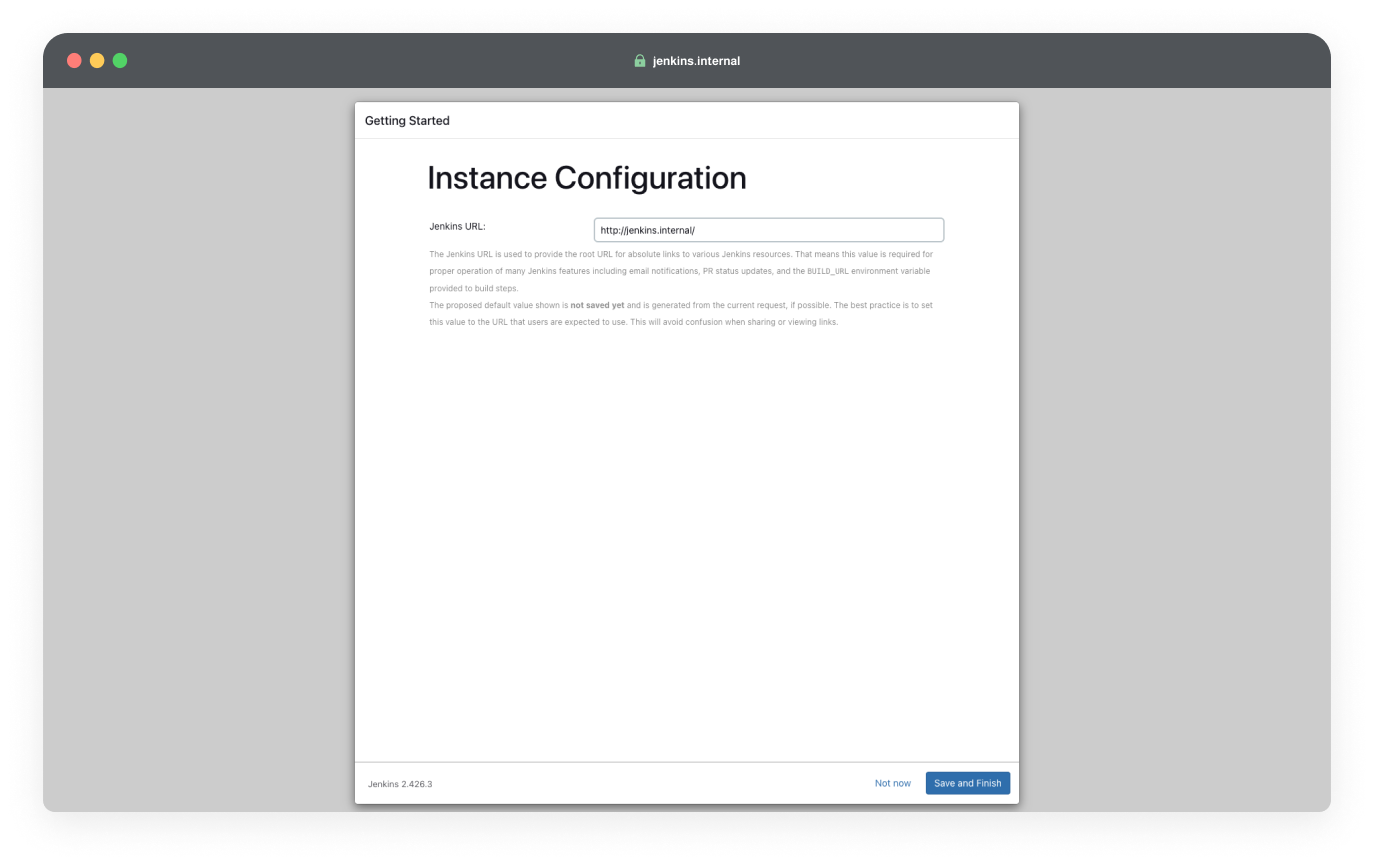 jenkins.internal
Getting Started
Instance Configuration
Jenkins URL:
http://jenkins.internal/
The Jenkins URL is used to provide the root URL for absolute links to various Jenkins resources. That means this value is required for
proper operation of many Jenkins features including email notifications, PR status updates, and the BUILD_URL environment variable
provided to build steps.
The proposed default value shown is not saved yet and is generated from the current request, if possible. The best practice is to set
this value to the URL that users are expected to use. This will avoid confusion when sharing or viewing links.
Jenkins 2.426.3
Not now
Save and Finish